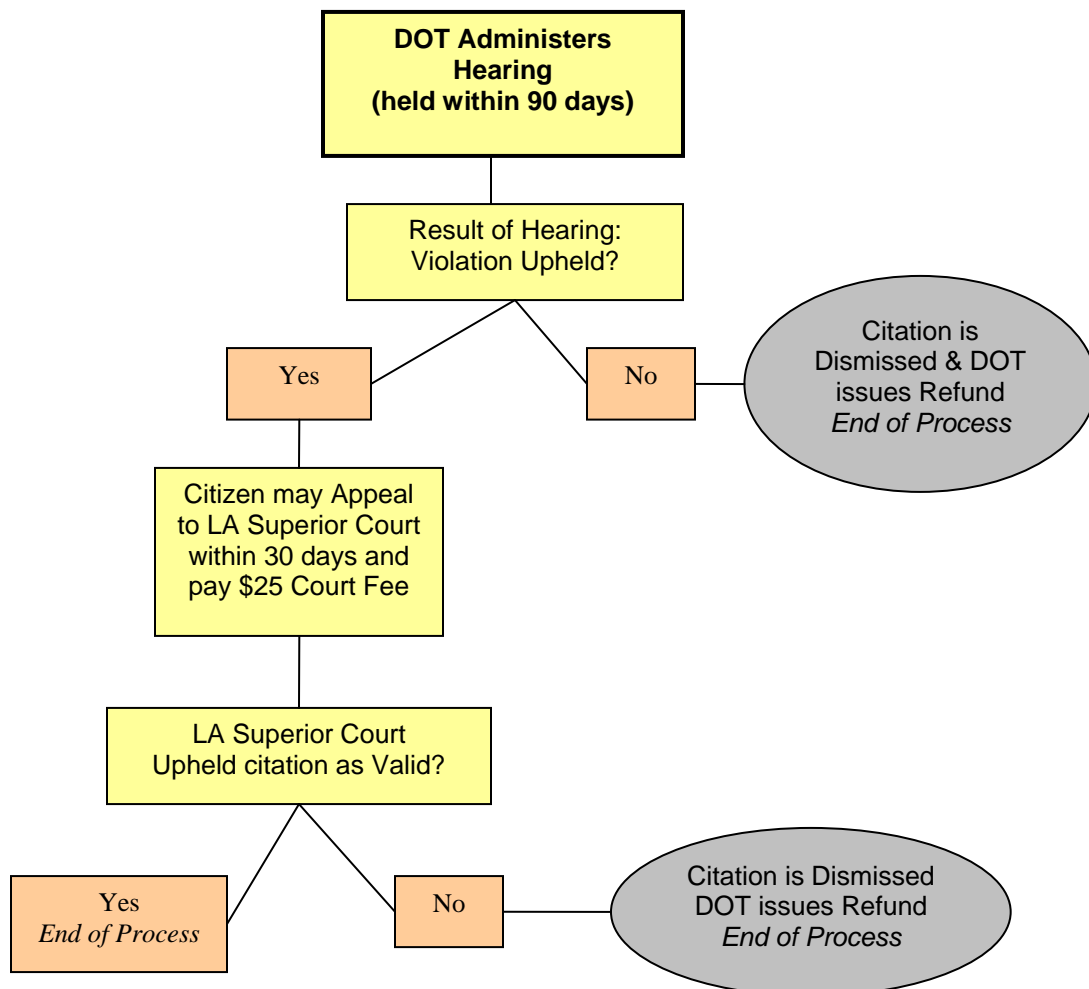 DOT Administers
Hearing
(held within 90 days)
Result of Hearing:
Violation Upheld?
Yes
No
Citation is
Dismissed & DOT
issues Refund
End of Process
Citizen may Appeal
to LA Superior Court
within 30 days and
pay $25 Court Fee
LA Superior Court
Upheld citation as Valid?
Yes
End of Process
No
Citation is Dismissed
DOT issues Refund
End of Process